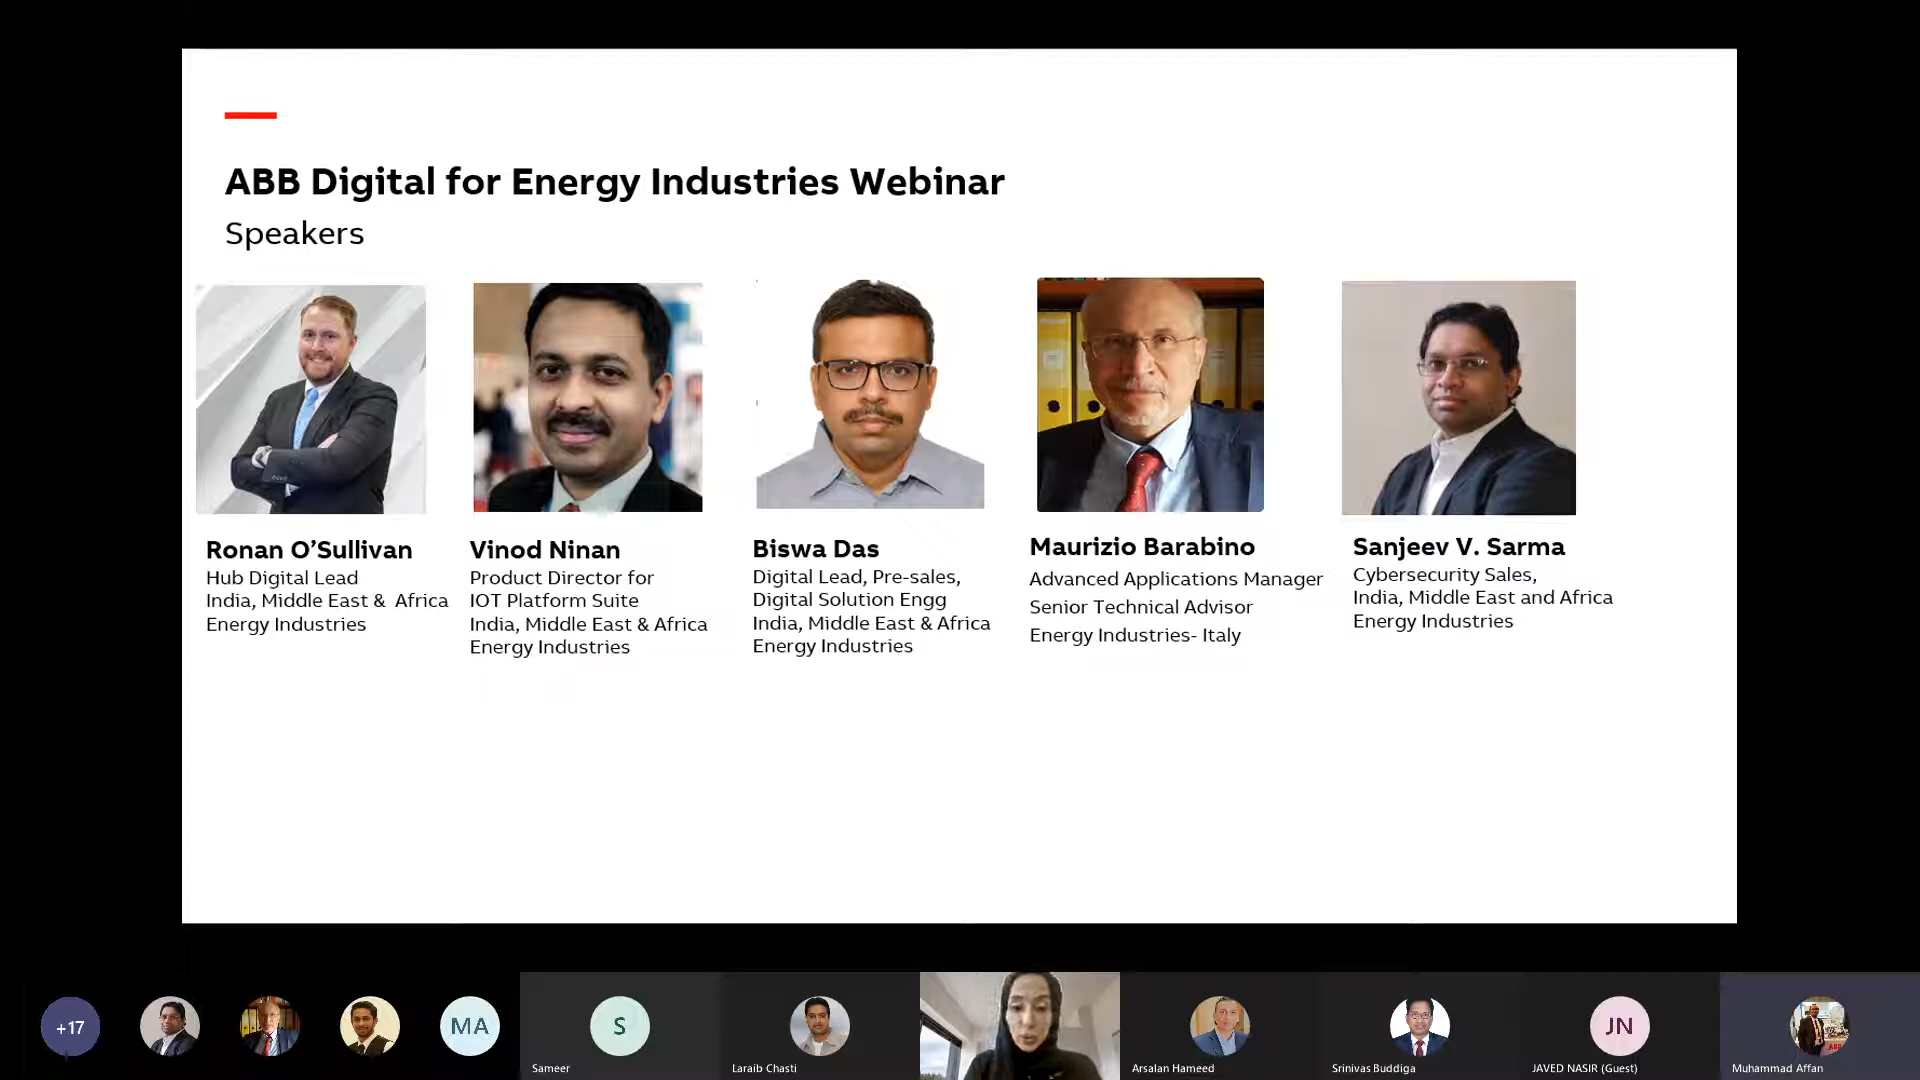 ABB Digital for Energy Industries Webinar
Speakers
Ronan O’Sullivan
Hub Digital Lead
India, Middle East & Africa
Energy Industries
Vinod Ninan
Product Director for
IOT Platform Suite
India, Middle East & Africa
Energy Industries
Biswa Das
Digital Lead, Pre-sales,
Digital Solution Engg
India, Middle East & Africa
Energy Industries
Maurizio Barabino
Advanced Applications Manager
Senior Technical Advisor
Energy Industries- Italy
Sanjeev V. Sarma
Cybersecurity Sales,
India, Middle East and Africa
Energy Industries
+17
MA
S
Sameer
Laraib Chasti
Arsalan Hameed
Srinivas Buddiga
JN
JAVED NASIR (Guest)
Muhammad Affan